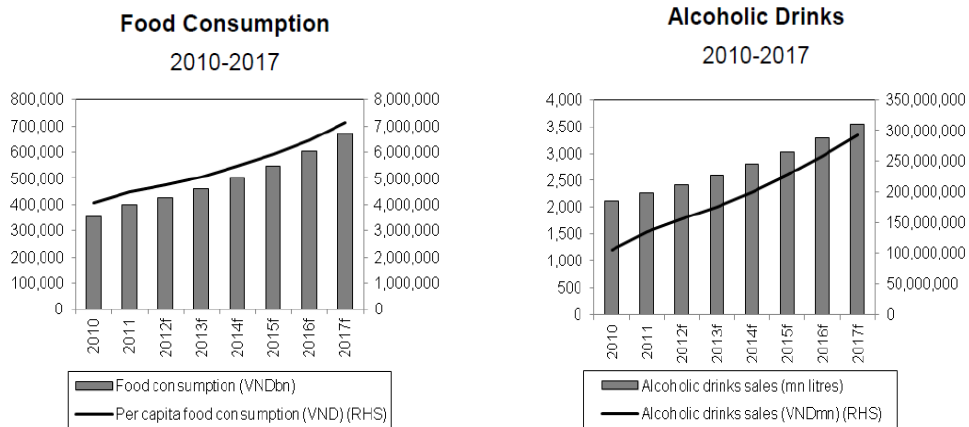 Food Consumption
2010-2017
800,000
700,000
600,000
500,000
400,000
300,000
200,000
100,000
0
8,000,000
7,000,000
6,000,000
5,000,000
4,000,000
3,000,000
2,000,000
1,000,000
0
2010
2011
2012f
2013f
2014f
2015f
2016f
2017f
Food consumption (VNDbn)
Per capita food consumption (VND) (RHS)
Alcoholic Drinks
2010-2017
4,000
3,500
3,000
2,500
2,000
1,500
1,000
500
0
350,000,000
300,000,000
250,000,000
200,000,000
150,000,000
100,000,000
50,000,000
0
2010
2011
2012f
2013f
2014f
2015f
2016f
2017f
Alcoholic drinks sales (mn litres)
Alcoholic drinks sales (VNDmn) (RHS)